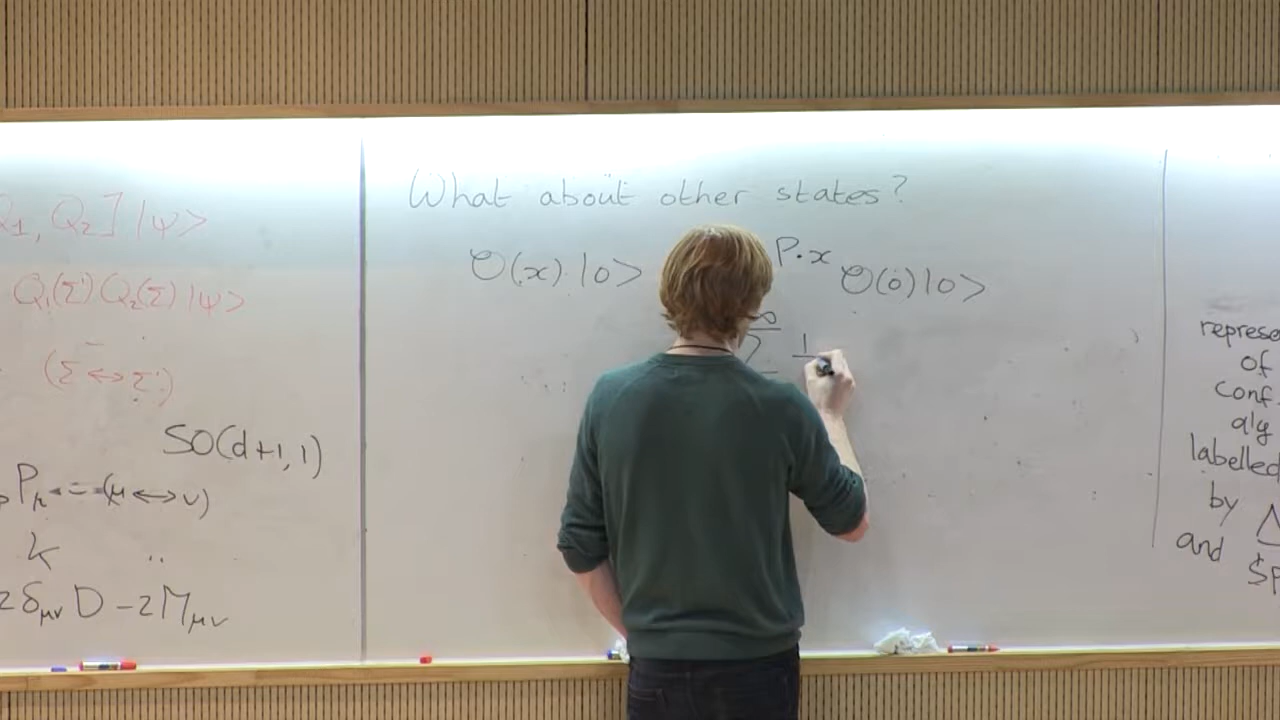 Q₁, Q₂] |ψ>
Q₁(Σ') Q₂(Σ) |ψ>
(Σ ↔ Σ')
SO(d+1, 1)
(μ ↔ ν)
K
2δ_μν D - 2M_μν
What about other states?
O(x) |0>
P·x O(0) |0>
∞
Σ 1
represe
of
conf.
alg
labelled
by Δ
and Sp